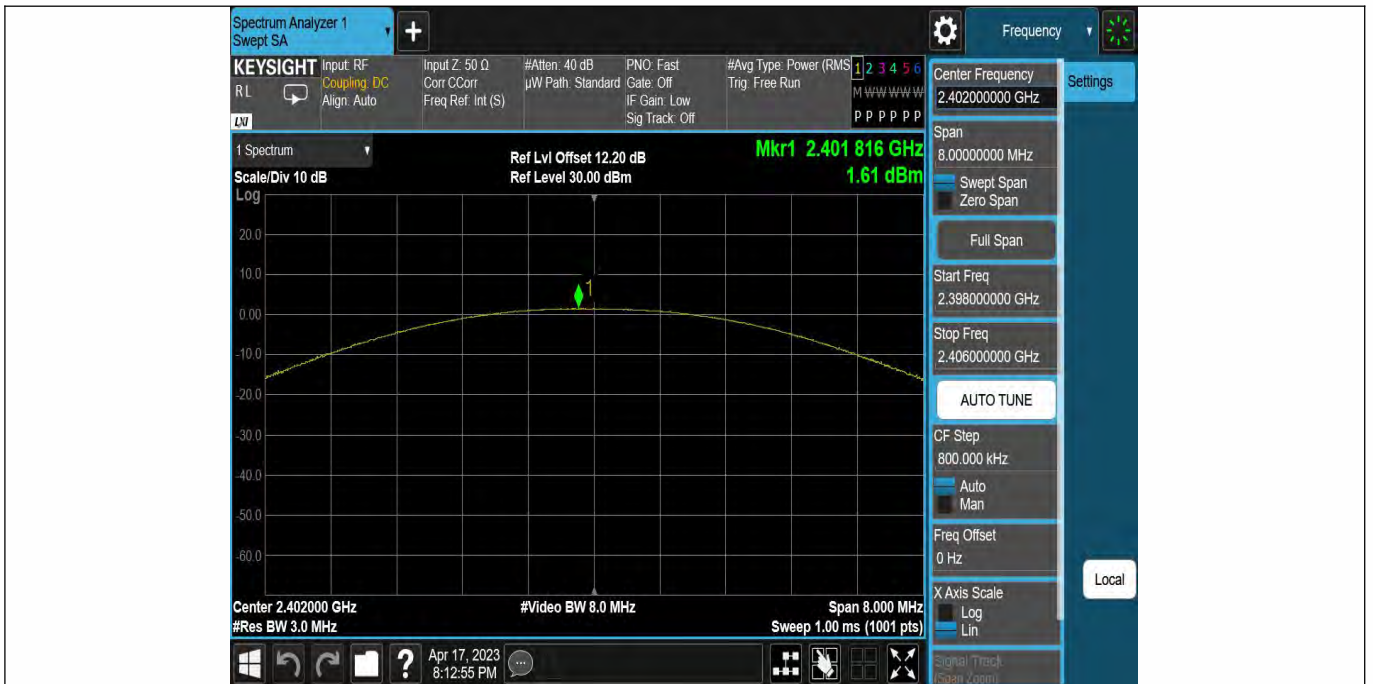 Spectrum Analyzer 1
Swept SA
+
Frequency
KEYSIGHT
RL
LXI
Input: RF
Coupling: DC
Align: Auto
Input Z: 50 Ω
Corr CCorr
Freq Ref: Int (S)
#Atten: 40 dB
µW Path: Standard
PNO: Fast
Gate: Off
IF Gain: Low
Sig Track: Off
#Avg Type: Power (RMS
Trig: Free Run
1 2 3 4 5 6
M W W W W W
P P P P P P
Center Frequency
2.402000000 GHz
Settings
Span
8.00000000 MHz
Swept Span
Zero Span
Full Span
Start Freq
2.398000000 GHz
Stop Freq
2.406000000 GHz
AUTO TUNE
CF Step
800.000 kHz
Auto
Man
Freq Offset
0 Hz
X Axis Scale
Log
Lin
Signal Track
(Span Zoom)
Local
1 Spectrum
Scale/Div 10 dB
Ref Lvl Offset 12.20 dB
Ref Level 30.00 dBm
Mkr1 2.401 816 GHz
1.61 dBm
Log
20.0
10.0
0.00
-10.0
-20.0
-30.0
-40.0
-50.0
-60.0
1
Center 2.402000 GHz
#Video BW 8.0 MHz
Span 8.000 MHz
#Res BW 3.0 MHz
Sweep 1.00 ms (1001 pts)
?
Apr 17, 2023
8:12:55 PM